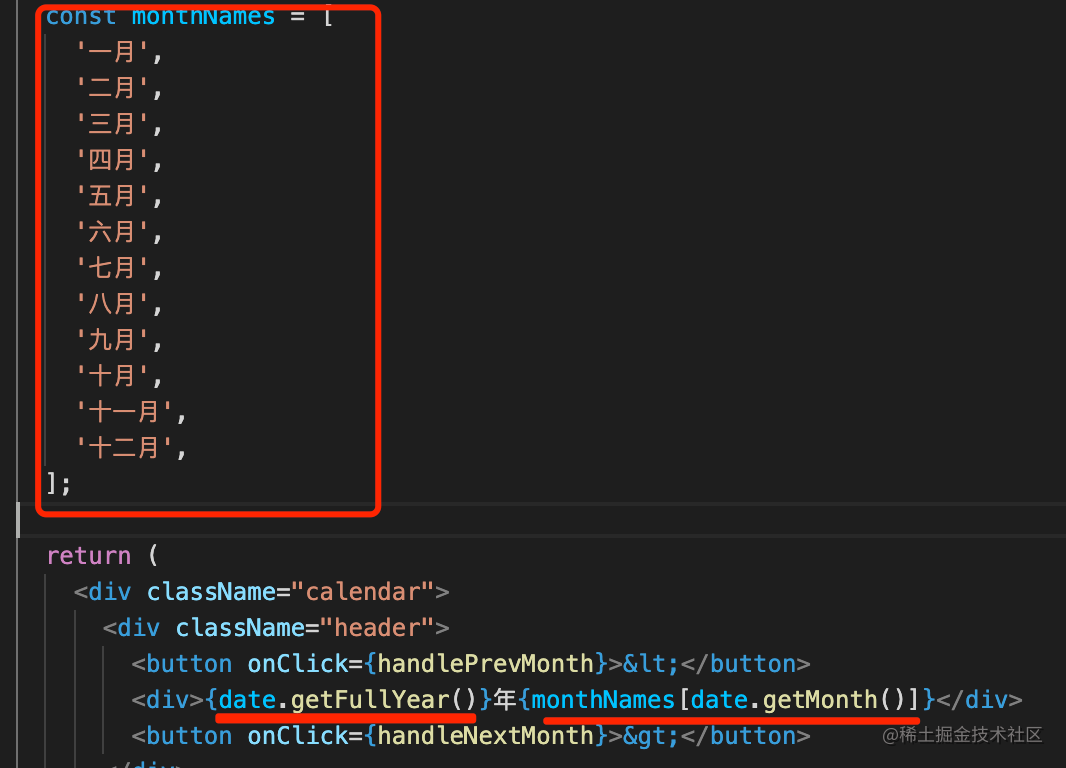 const monthNames = [
'一月',
'二月',
'三月',
'四月',
'五月',
'六月',
'七月',
'八月',
'九月',
'十月',
'十一月',
'十二月',
];
return (
<div className="calendar">
<div className="header">
<button onClick={handlePrevMonth}>&lt;</button>
<div>{date.getFullYear()}年{monthNames[date.getMonth()]}</div>
<button onClick={handleNextMonth}>&gt;</button>
@稀土掘金技术社区
</div>